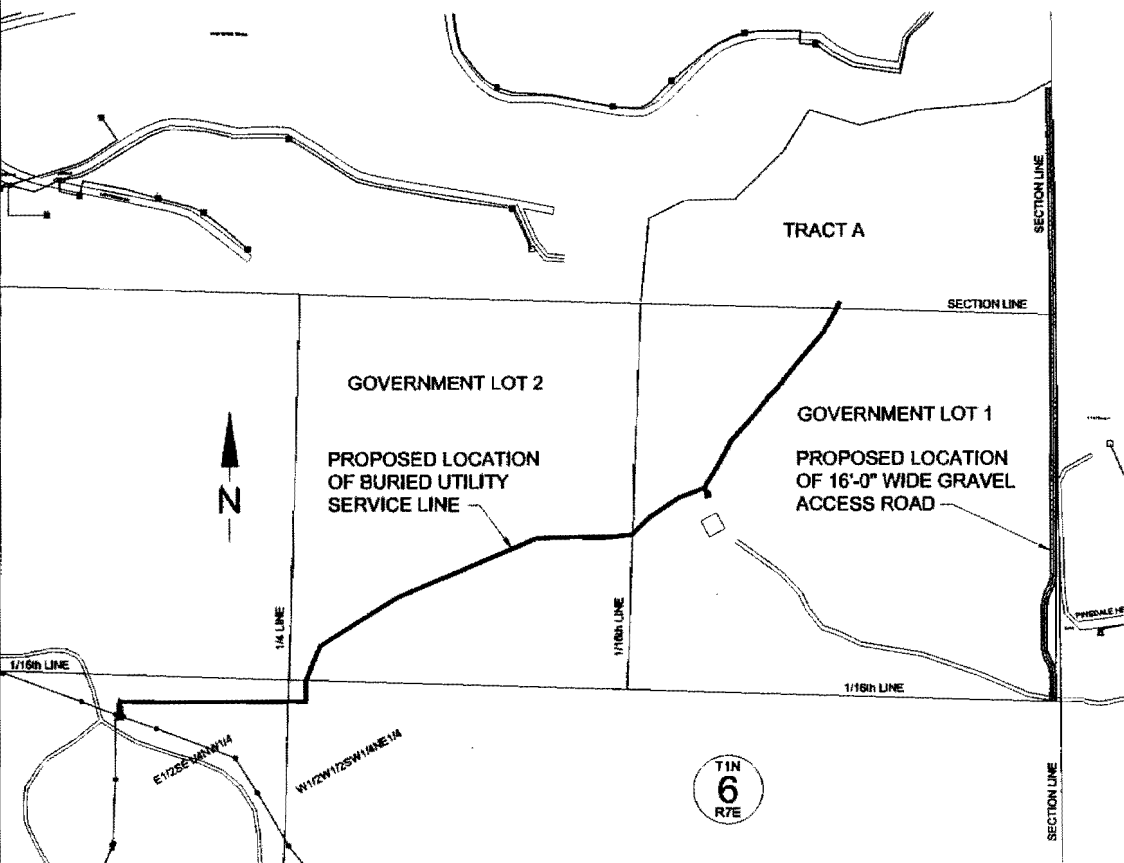 SECTION LINE
TRACT A
SECTION LINE
GOVERNMENT LOT 2
GOVERNMENT LOT 1
PROPOSED LOCATION
OF BURIED UTILITY
SERVICE LINE
PROPOSED LOCATION
OF 16'-0" WIDE GRAVEL
ACCESS ROAD
N
1/4 LINE
1/16th LINE
PINEDALE HE
1/16th LINE
1/16th LINE
E1/2SE1/4NW1/4
W1/2W1/2SW1/4NE1/4
T1N
6
R7E
SECTION LINE